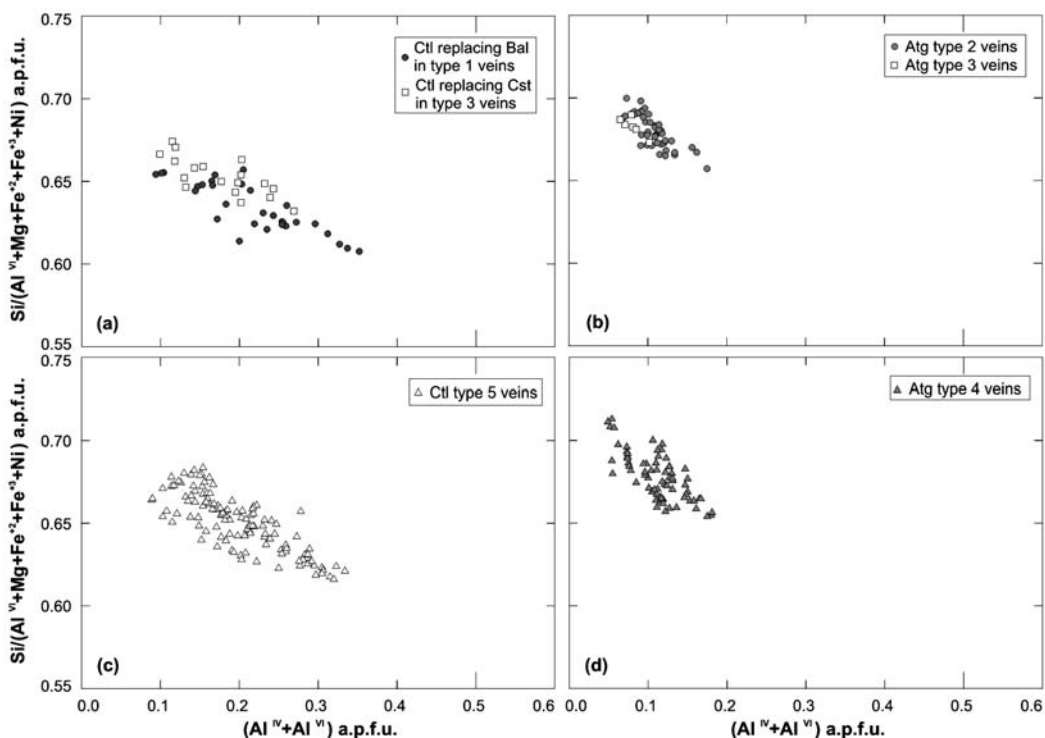 0.75
0.70
0.65
0.60
0.55
Si/(Al VI+Mg+Fe+2+Fe+3+Ni) a.p.f.u.
Ctl replacing Bal
in type 1 veins
Ctl replacing Cst
in type 3 veins
(a)
Atg type 2 veins
Atg type 3 veins
(b)
0.75
0.70
0.65
0.60
0.55
Si/(Al VI+Mg+Fe+2+Fe+3+Ni) a.p.f.u.
Ctl type 5 veins
(c)
0.0 0.1 0.2 0.3 0.4 0.5 0.6
(Al IV+Al VI) a.p.f.u.
Atg type 4 veins
(d)
0.0 0.1 0.2 0.3 0.4 0.5 0.6
(Al IV+Al VI) a.p.f.u.